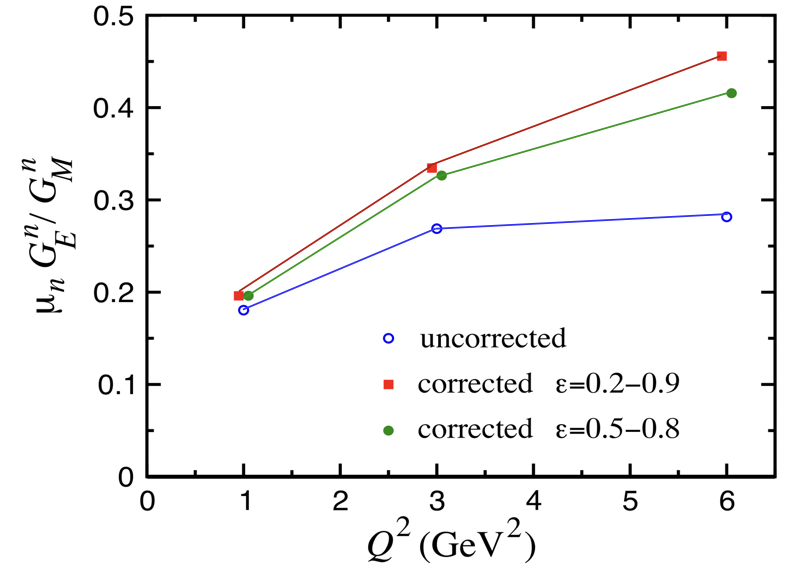 0.5
0.4
0.3
0.2
0.1
0
μn GEn/ GMn
uncorrected
corrected ε=0.2–0.9
corrected ε=0.5–0.8
0 1 2 3 4 5 6
Q2 (GeV2)